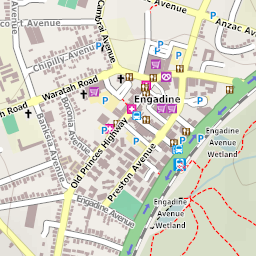 Cambrai Avenue
Anzac Avenue
Avenue
Chipilly Avenue
Waratah Road
Road
Engadine
Boronia Avenue
Banksia Avenue
Old Princes Highway
Preston Avenue
Engadine
Avenue
Wetland
Engadine Avenue
Engadine
Avenue
Wetland